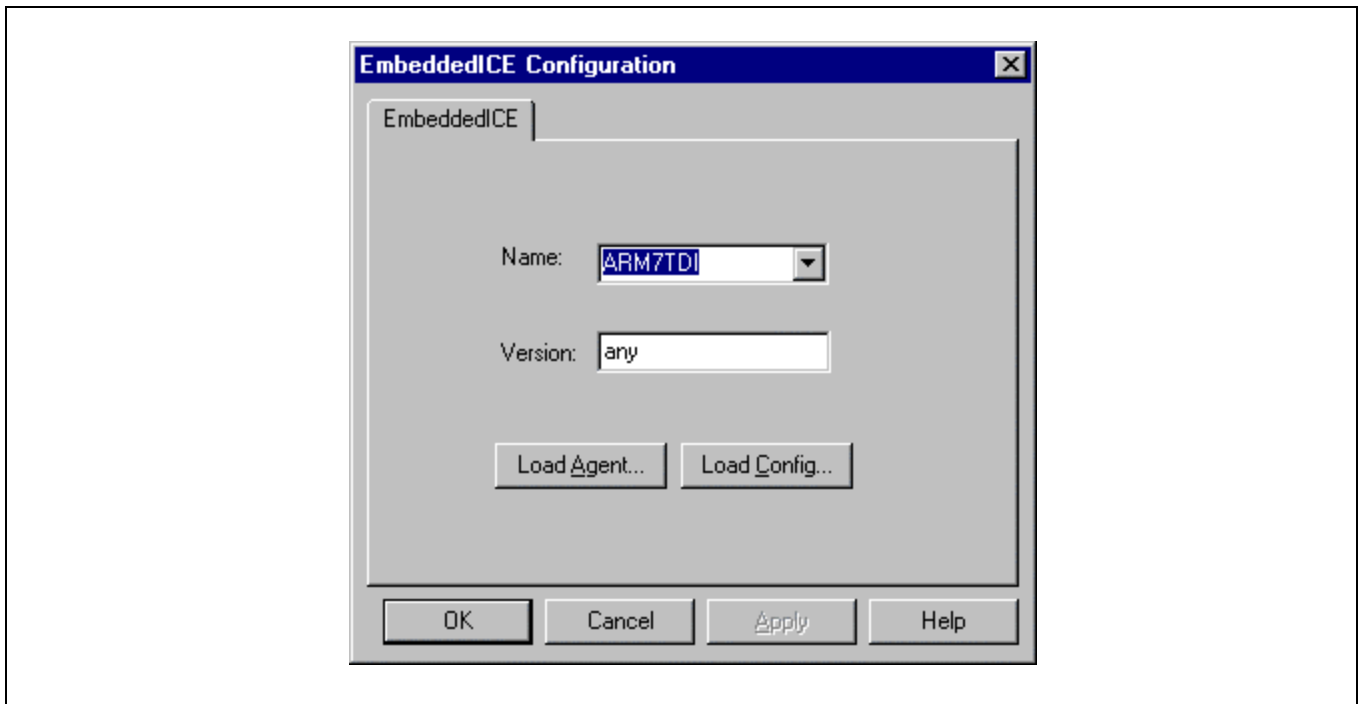 EmbeddedICE Configuration
EmbeddedICE
Name: ARM7TDI
Version: any
Load Agent... Load Config...
OK Cancel Apply Help